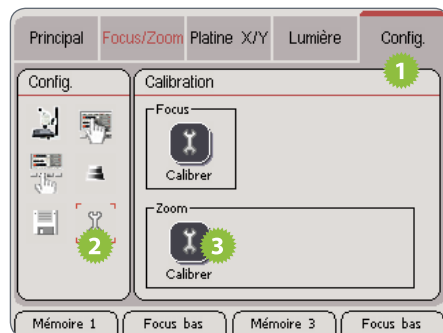 Principal Focus/Zoom Platine X/Y Lumière Config.
1
Config.
Calibration
Focus
Calibrer
2
Zoom
3
Calibrer
Mémoire 1 Focus bas Mémoire 3 Focus bas